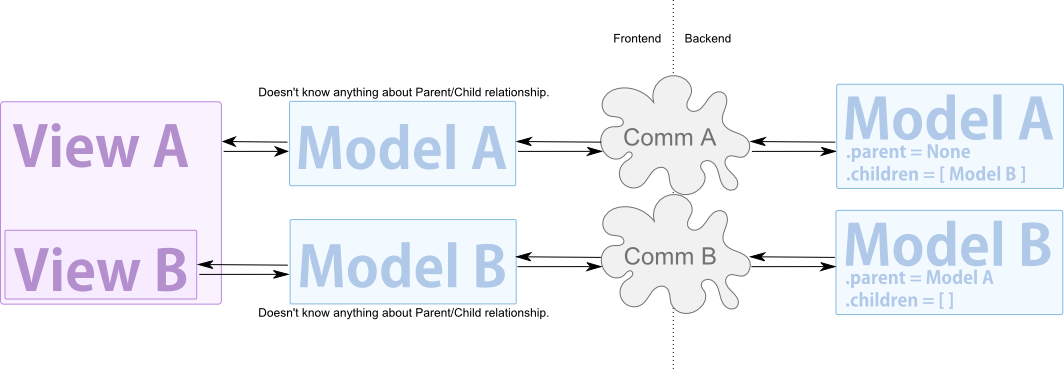 Frontend
Backend
Doesn't know anything about Parent/Child relationship.
View A
Model A
Comm A
Model A
.parent = None
.children = [ Model B ]
View B
Model B
Comm B
Model B
.parent = Model A
.children = [ ]
Doesn't know anything about Parent/Child relationship.